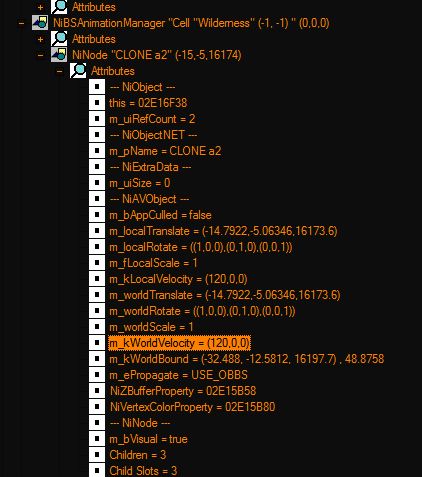 Attributes
NiBSAnimationManager "Cell "Wilderness" (-1, -1) " (0,0,0)
Attributes
NiNode "CLONE a2" (-15,-5,16174)
Attributes
--- NiObject ---
this = 02E16F38
m_uiRefCount = 2
--- NiObjectNET ---
m_pName = CLONE a2
--- NiExtraData ---
m_uiSize = 0
--- NiAVObject ---
m_bAppCulled = false
m_localTranslate = (-14.7922,-5.06346,16173.6)
m_localRotate = ((1,0,0),(0,1,0),(0,0,1))
m_fLocalScale = 1
m_kLocalVelocity = (120,0,0)
m_worldTranslate = (-14.7922,-5.06346,16173.6)
m_worldRotate = ((1,0,0),(0,1,0),(0,0,1))
m_worldScale = 1
m_kWorldVelocity = (120,0,0)
m_kWorldBound = (-32.488, -12.5812, 16197.7) , 48.8758
m_ePropagate = USE_OBBS
NiZBufferProperty = 02E15B58
NiVertexColorProperty = 02E15B80
--- NiNode ---
m_bVisual = true
Children = 3
Child Slots = 3